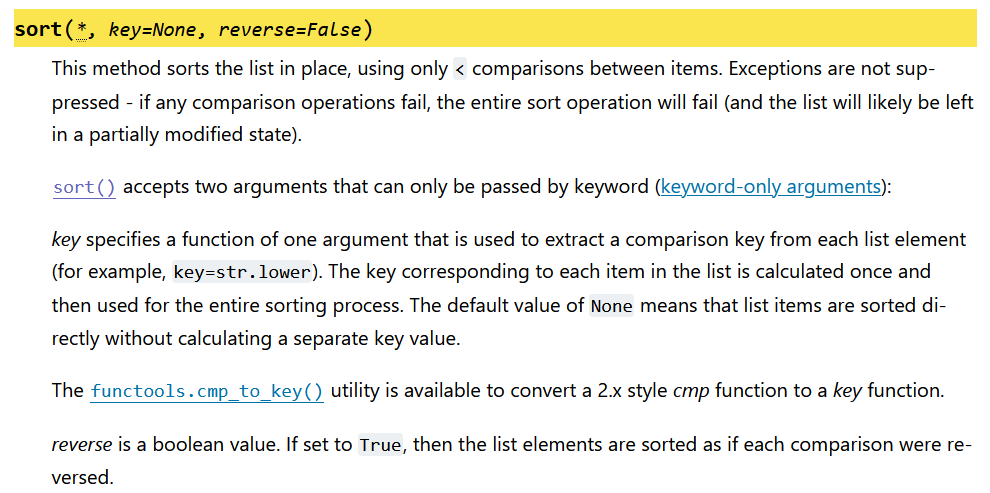 sort(*, key=None, reverse=False)
This method sorts the list in place, using only < comparisons between items. Exceptions are not sup-
pressed - if any comparison operations fail, the entire sort operation will fail (and the list will likely be left
in a partially modified state).
sort() accepts two arguments that can only be passed by keyword (keyword-only arguments):
key specifies a function of one argument that is used to extract a comparison key from each list element
(for example, key=str.lower). The key corresponding to each item in the list is calculated once and
then used for the entire sorting process. The default value of None means that list items are sorted di-
rectly without calculating a separate key value.
The functools.cmp_to_key() utility is available to convert a 2.x style cmp function to a key function.
reverse is a boolean value. If set to True, then the list elements are sorted as if each comparison were re-
versed.